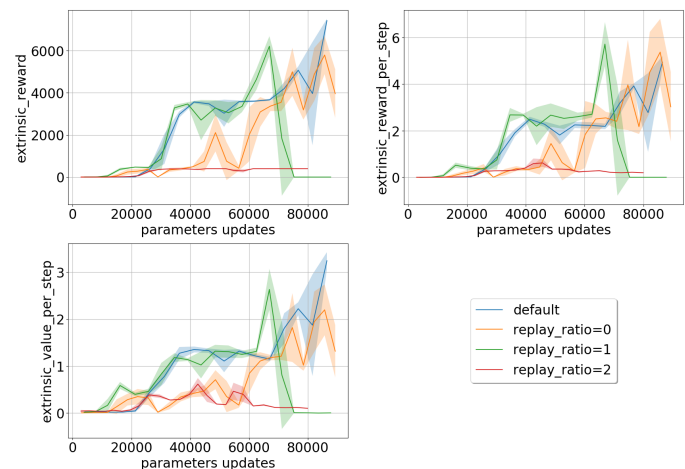 extrinsic_reward
6000
4000
2000
0
0 20000 40000 60000 80000
parameters updates
extrinsic_reward_per_step
6
4
2
0
0 20000 40000 60000 80000
parameters updates
extrinsic_value_per_step
3
2
1
0
0 20000 40000 60000 80000
parameters updates
default
replay_ratio=0
replay_ratio=1
replay_ratio=2